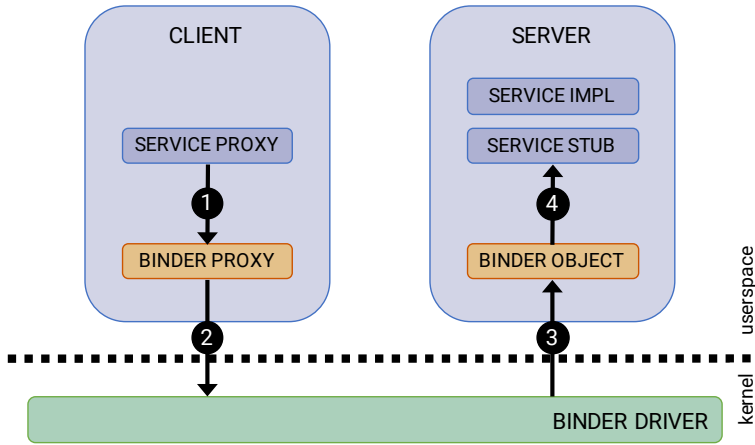 CLIENT
SERVER
SERVICE IMPL
SERVICE PROXY
SERVICE STUB
1
4
BINDER PROXY
BINDER OBJECT
userspace
2
3
kernel
BINDER DRIVER